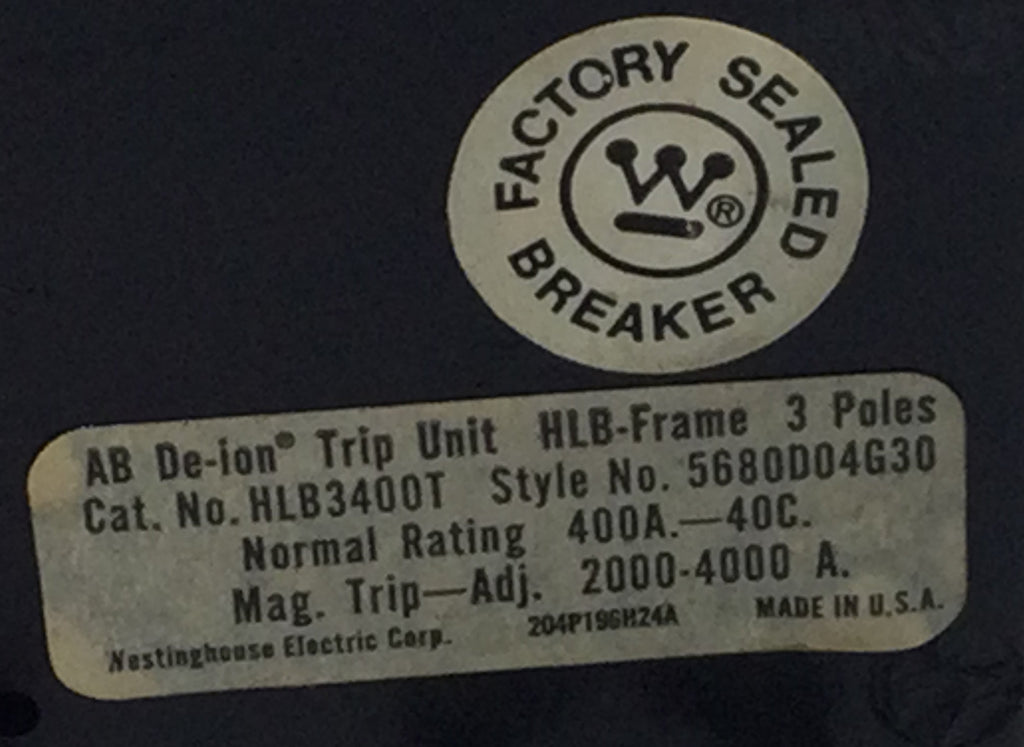 FACTORY SEALED
W®
BREAKER
AB De-ion® Trip Unit HLB-Frame 3 Poles
Cat. No. HLB3400T Style No. 5680D04G30
Normal Rating 400A.—40C.
Mag. Trip—Adj. 2000-4000 A.
Westinghouse Electric Corp. 204P196H24A MADE IN U.S.A.